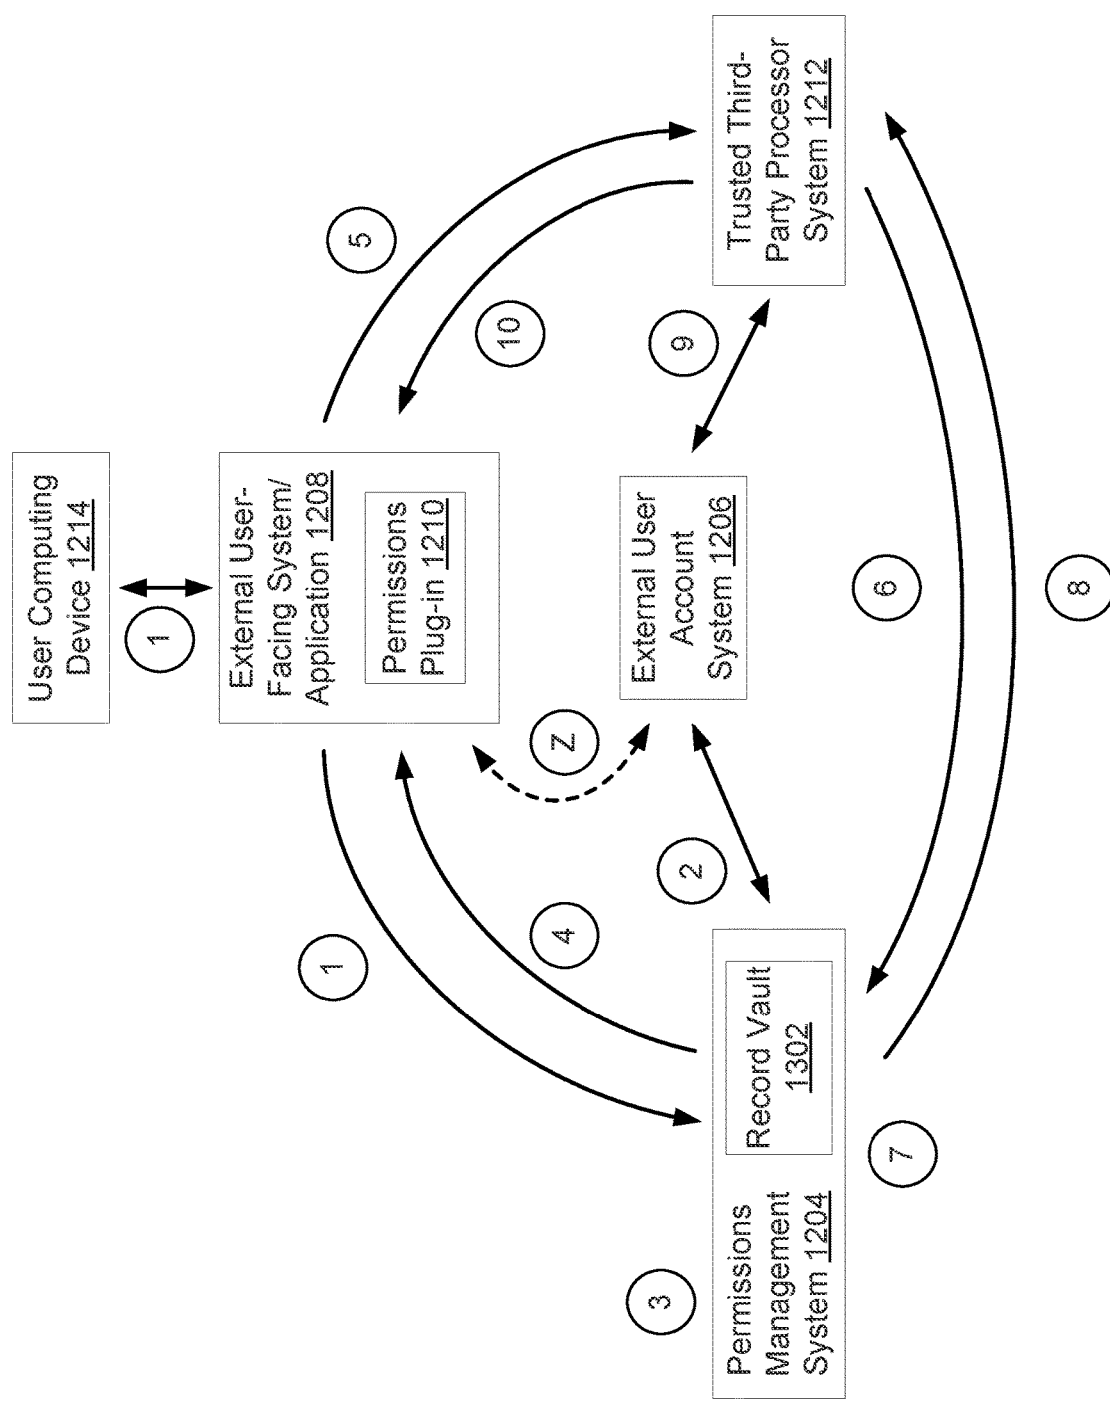 User Computing
Device 1214
1
External User-
Facing System/
Application 1208
Permissions
Plug-in 1210
1
4
Z
5
10
External User
Account
System 1206
2
9
3
Permissions
Management
System 1204
Record Vault
1302
7
Trusted Third-
Party Processor
System 1212
6
8